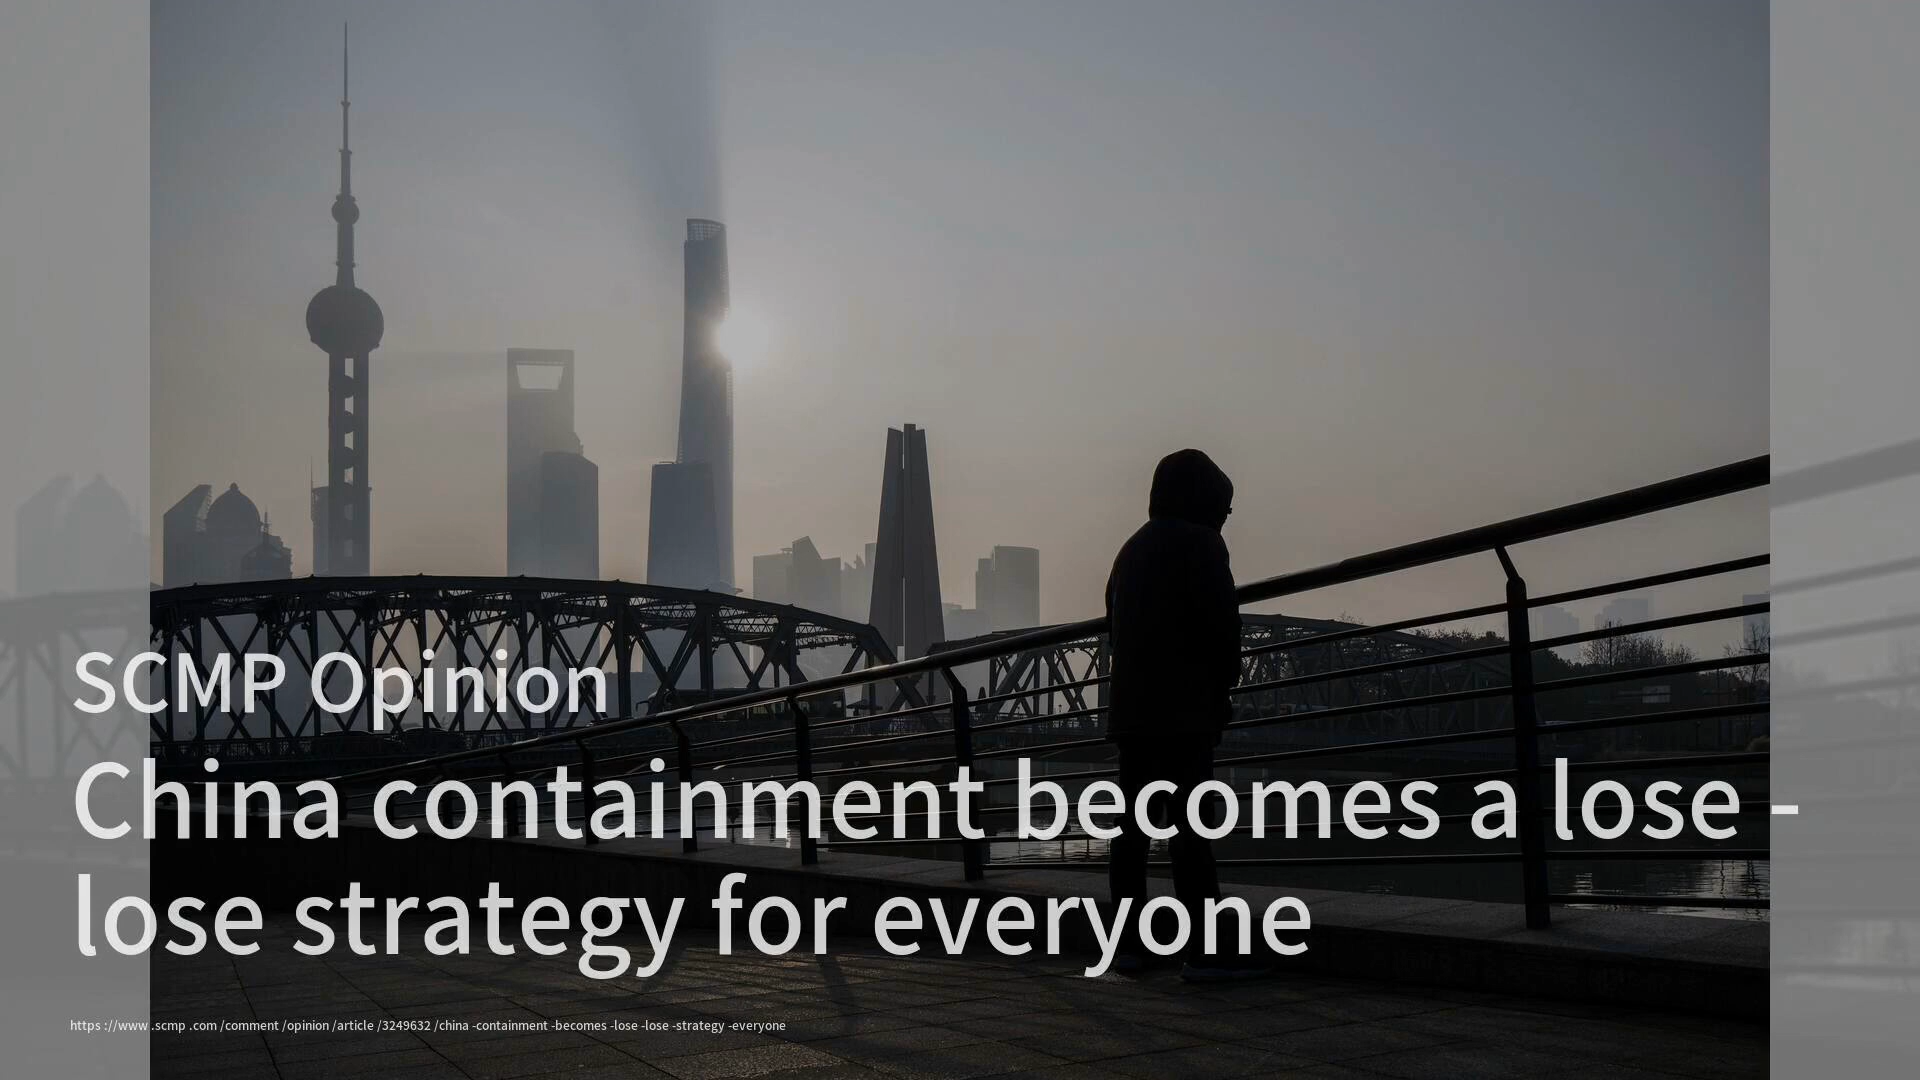 SCMP Opinion
China containment becomes a lose -
lose strategy for everyone
https ://www .scmp .com /comment /opinion /article /3249632 /china -containment -becomes -lose -lose -strategy -everyone